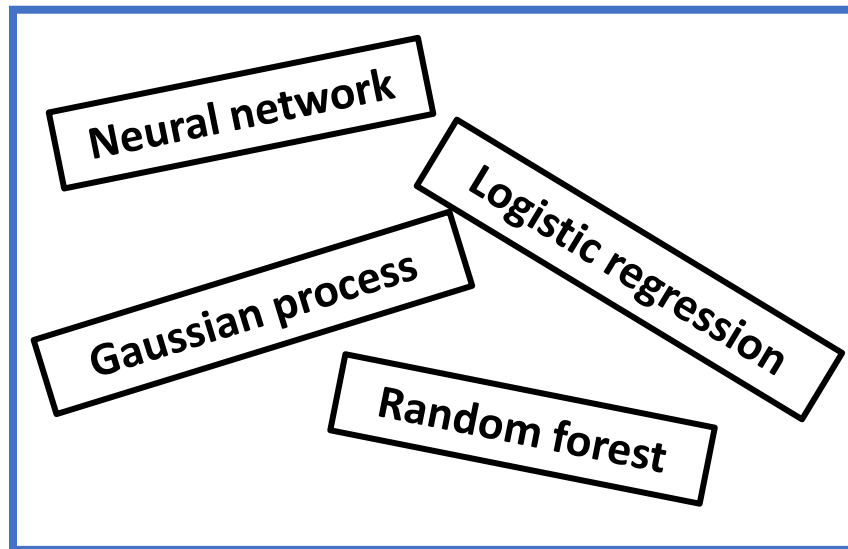 Neural network
Logistic regression
Gaussian process
Random forest